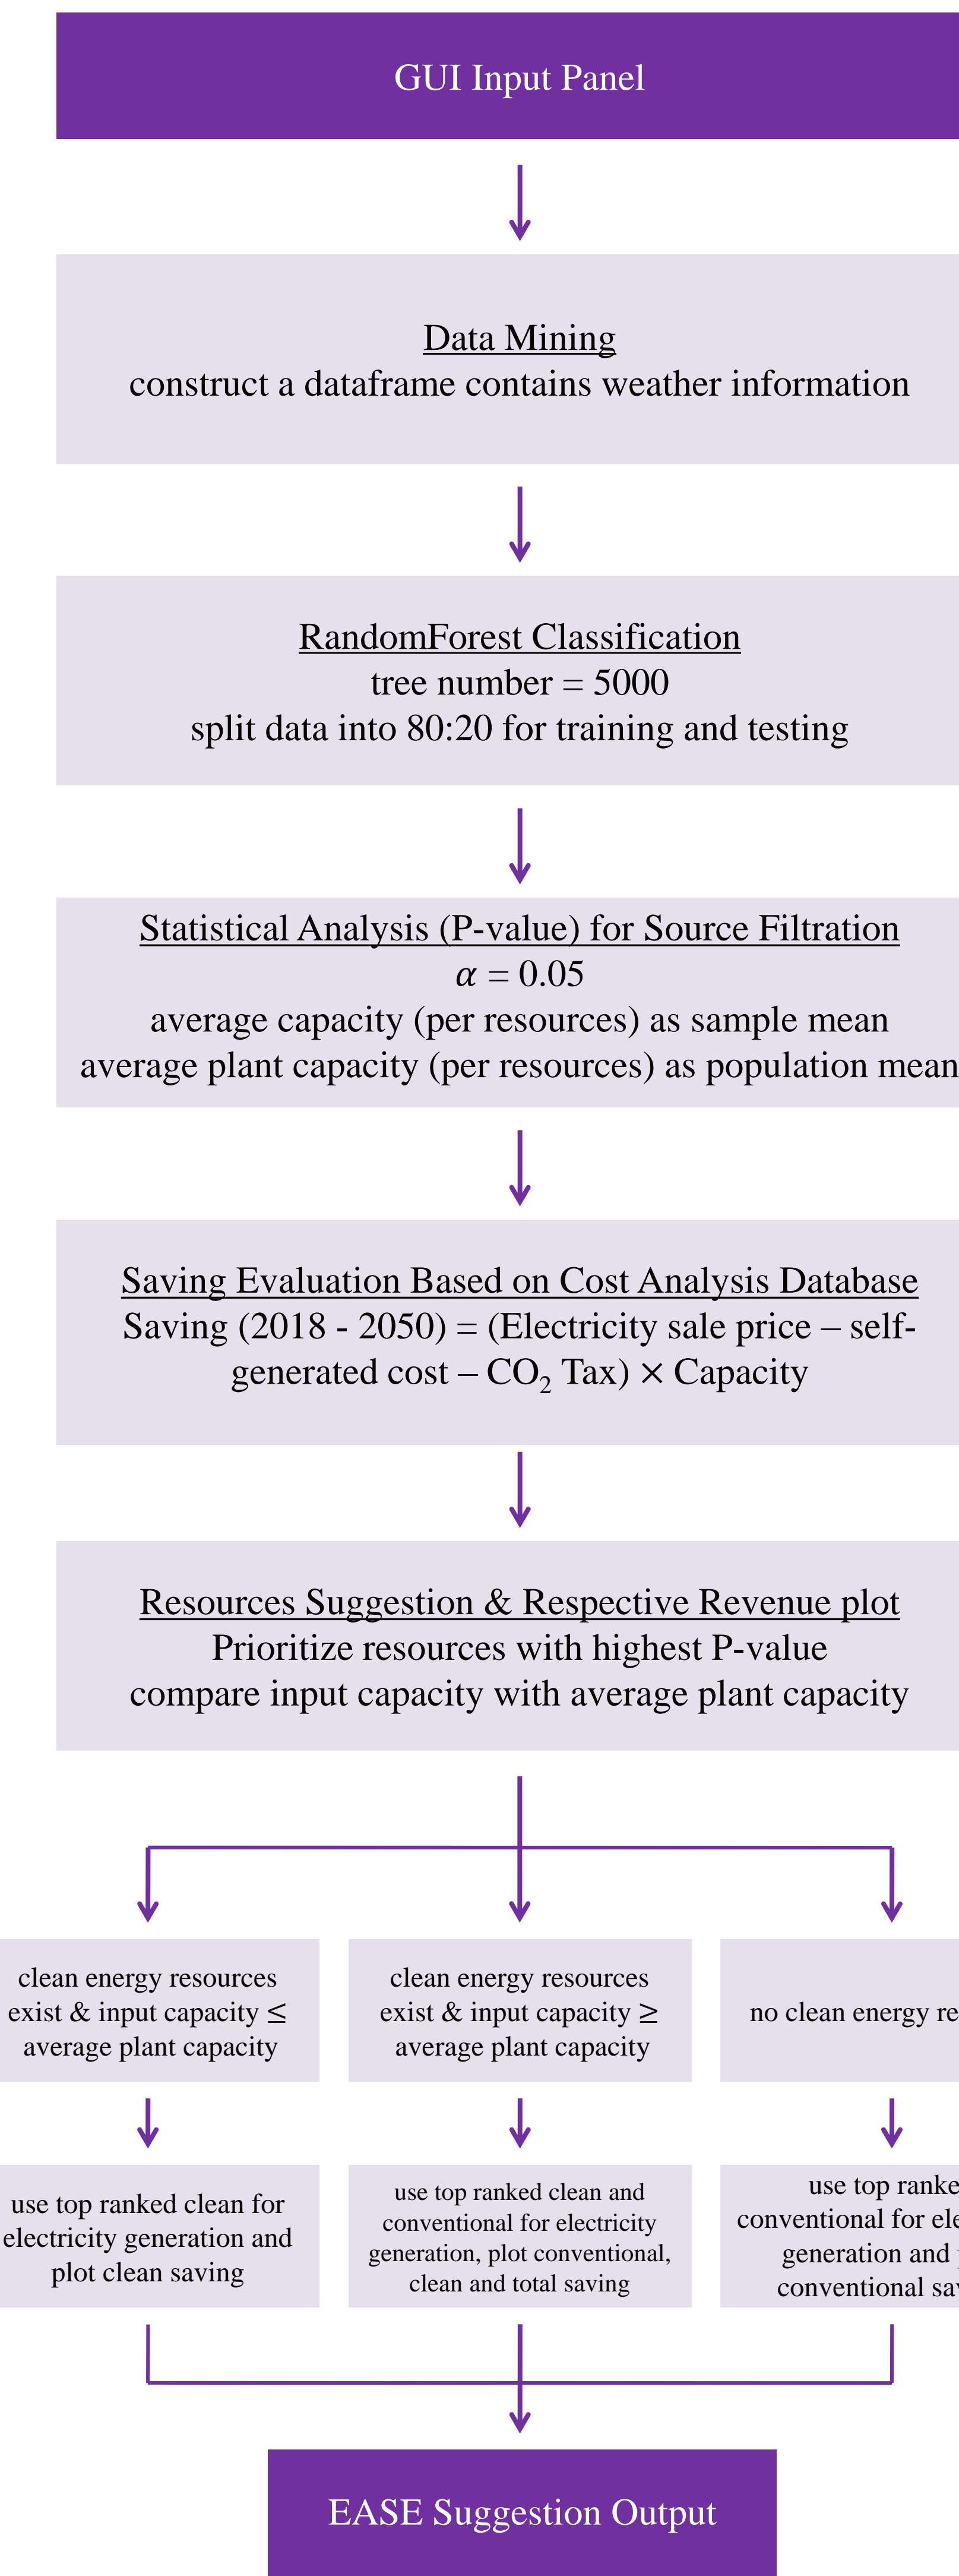 GUI Input Panel
Data Mining
construct a dataframe contains weather information
RandomForest Classification
tree number = 5000
split data into 80:20 for training and testing
Statistical Analysis (P-value) for Source Filtration
𝛼 = 0.05
average capacity (per resources) as sample mean
average plant capacity (per resources) as population mean
Saving Evaluation Based on Cost Analysis Database
Saving (2018 - 2050) = (Electricity sale price – self-
generated cost – CO₂ Tax) × Capacity
Resources Suggestion & Respective Revenue plot
Prioritize resources with highest P-value
compare input capacity with average plant capacity
clean energy resources
exist & input capacity ≤
average plant capacity
clean energy resources
exist & input capacity ≥
average plant capacity
no clean energy
use top ranked clean for
electricity generation and
plot clean saving
use top ranked clean and
conventional for electricity
generation, plot conventional,
clean and total saving
use top
conventional for
generation and
conventional
EASE Suggestion Output